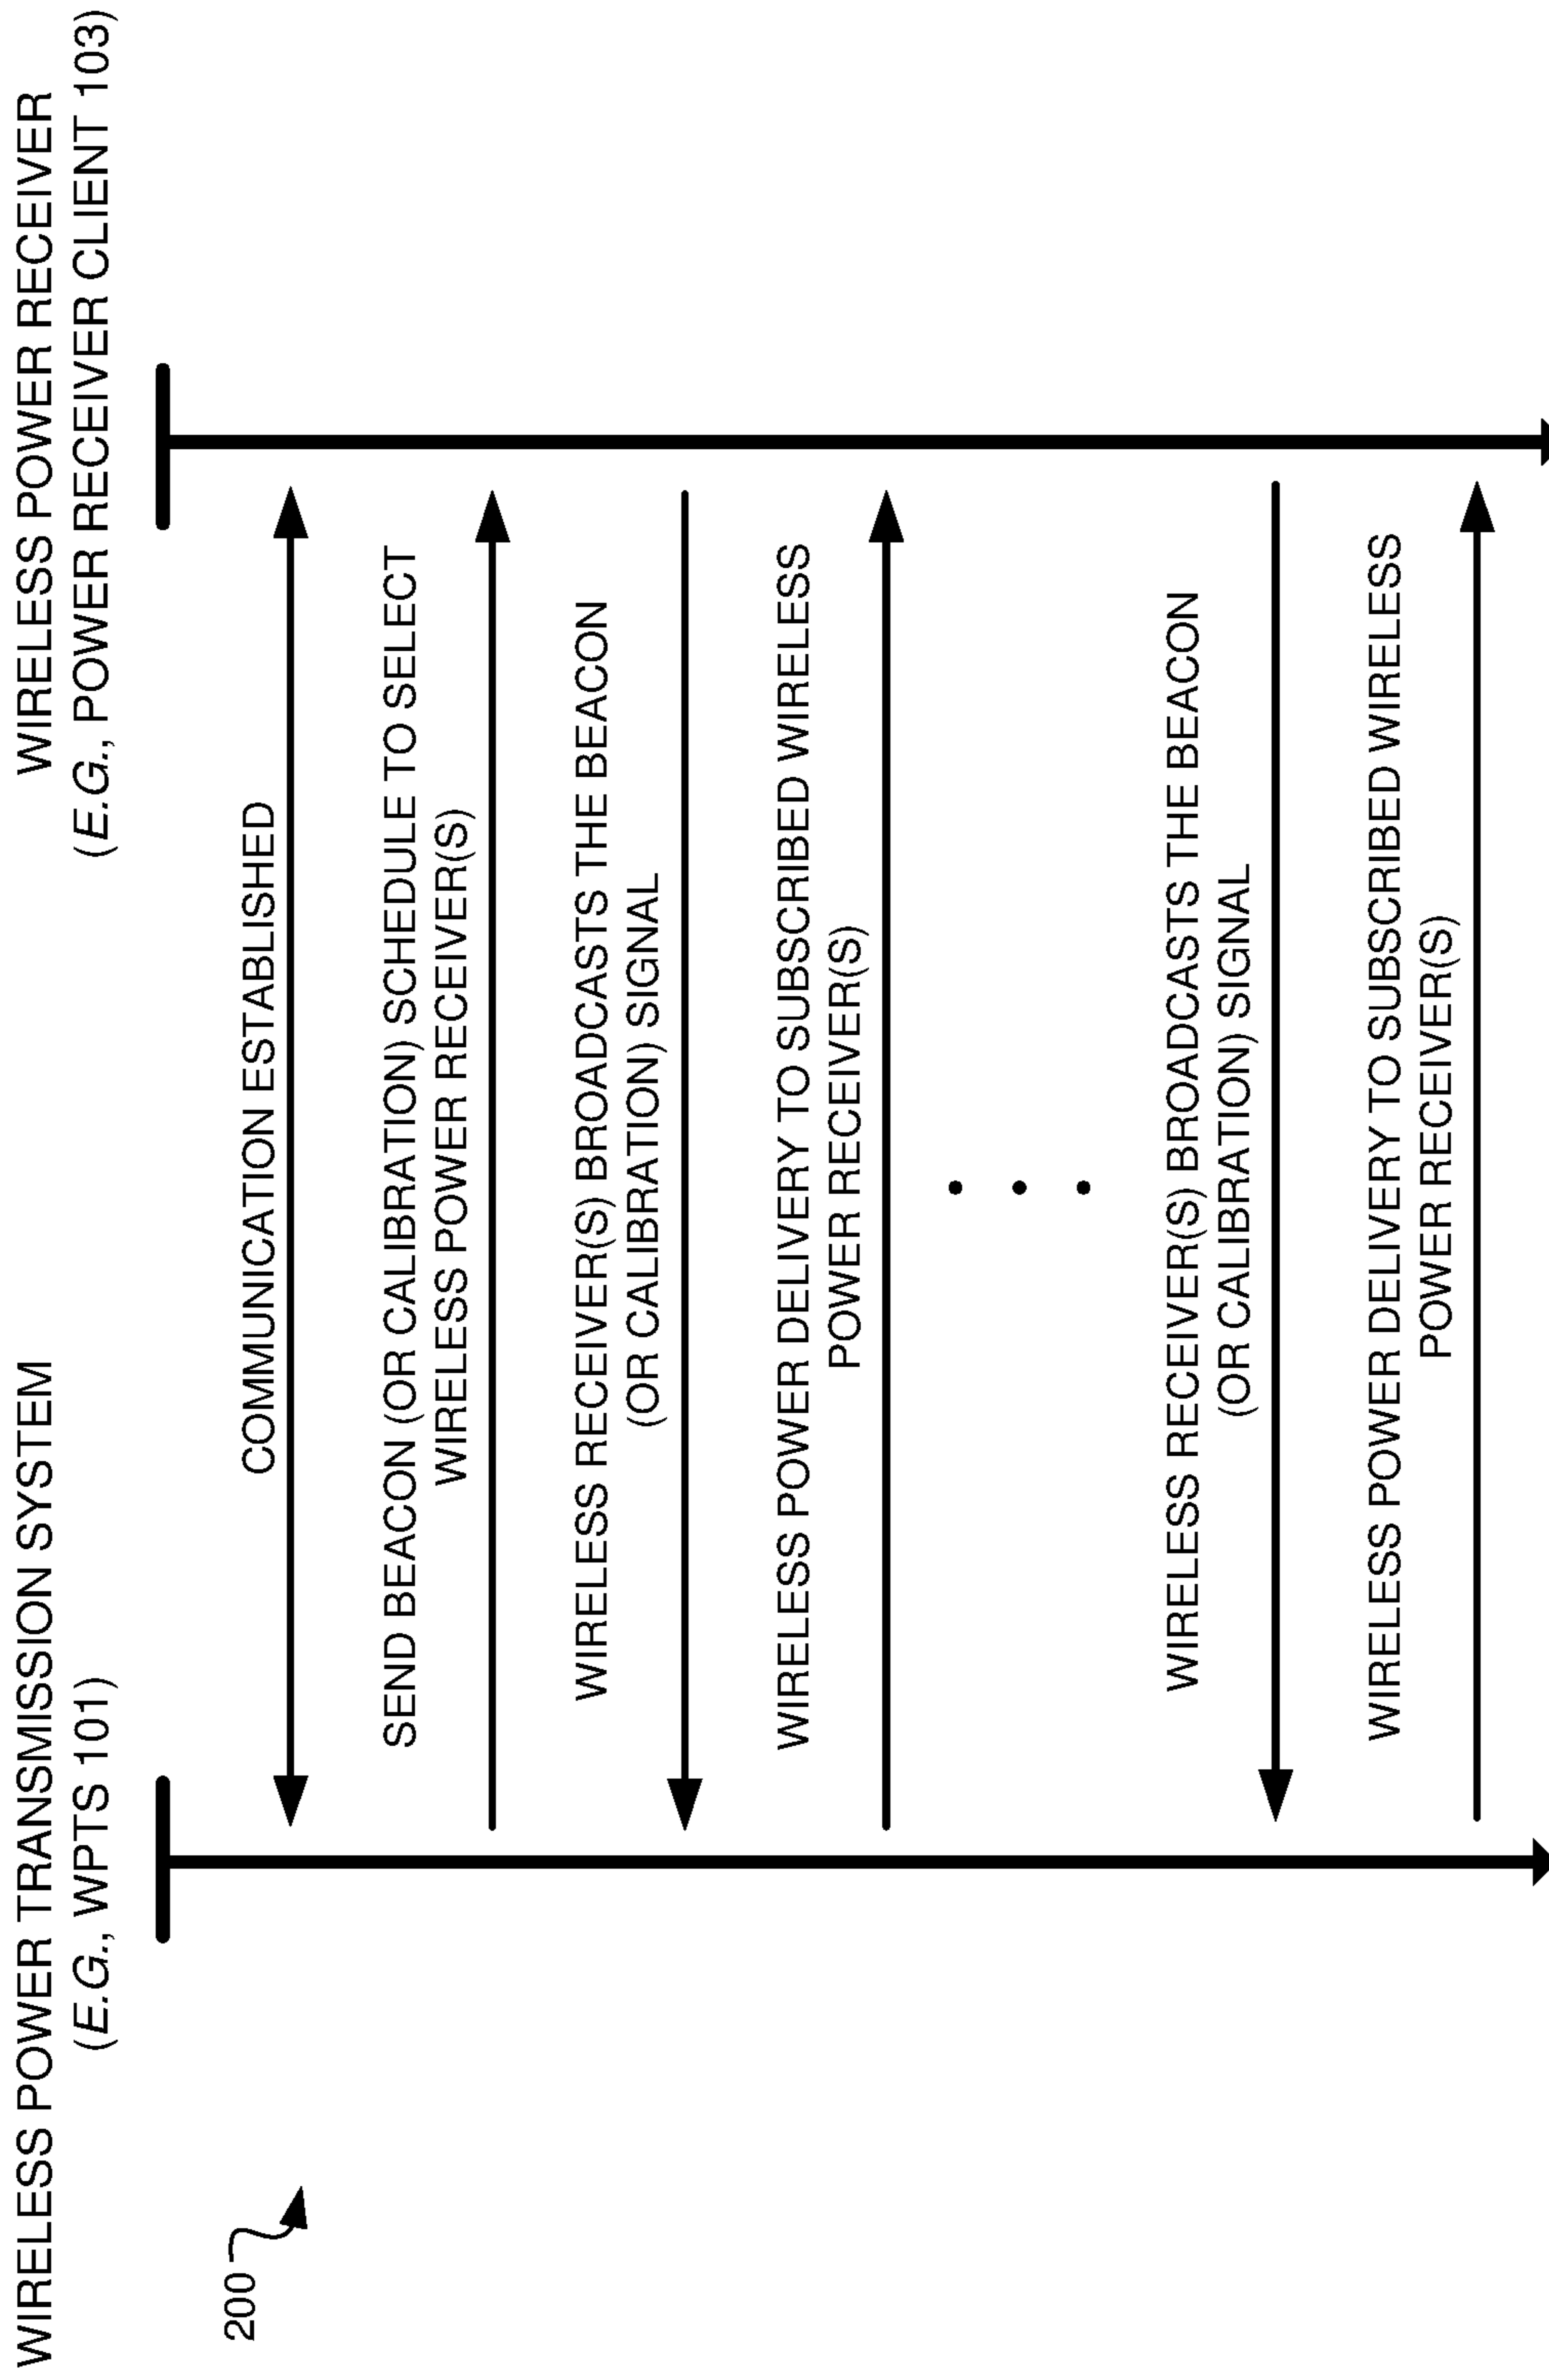 WIRELESS POWER TRANSMISSION SYSTEM
(E.G., WPTS 101)
WIRELESS POWER RECEIVER
(E.G., POWER RECEIVER CLIENT 103)
200
COMMUNICATION ESTABLISHED
SEND BEACON (OR CALIBRATION) SCHEDULE TO SELECT
WIRELESS POWER RECEIVER(S)
WIRELESS RECEIVER(S) BROADCASTS THE BEACON
(OR CALIBRATION) SIGNAL
WIRELESS POWER DELIVERY TO SUBSCRIBED WIRELESS
POWER RECEIVER(S)
WIRELESS RECEIVER(S) BROADCASTS THE BEACON
(OR CALIBRATION) SIGNAL
WIRELESS POWER DELIVERY TO SUBSCRIBED WIRELESS
POWER RECEIVER(S)